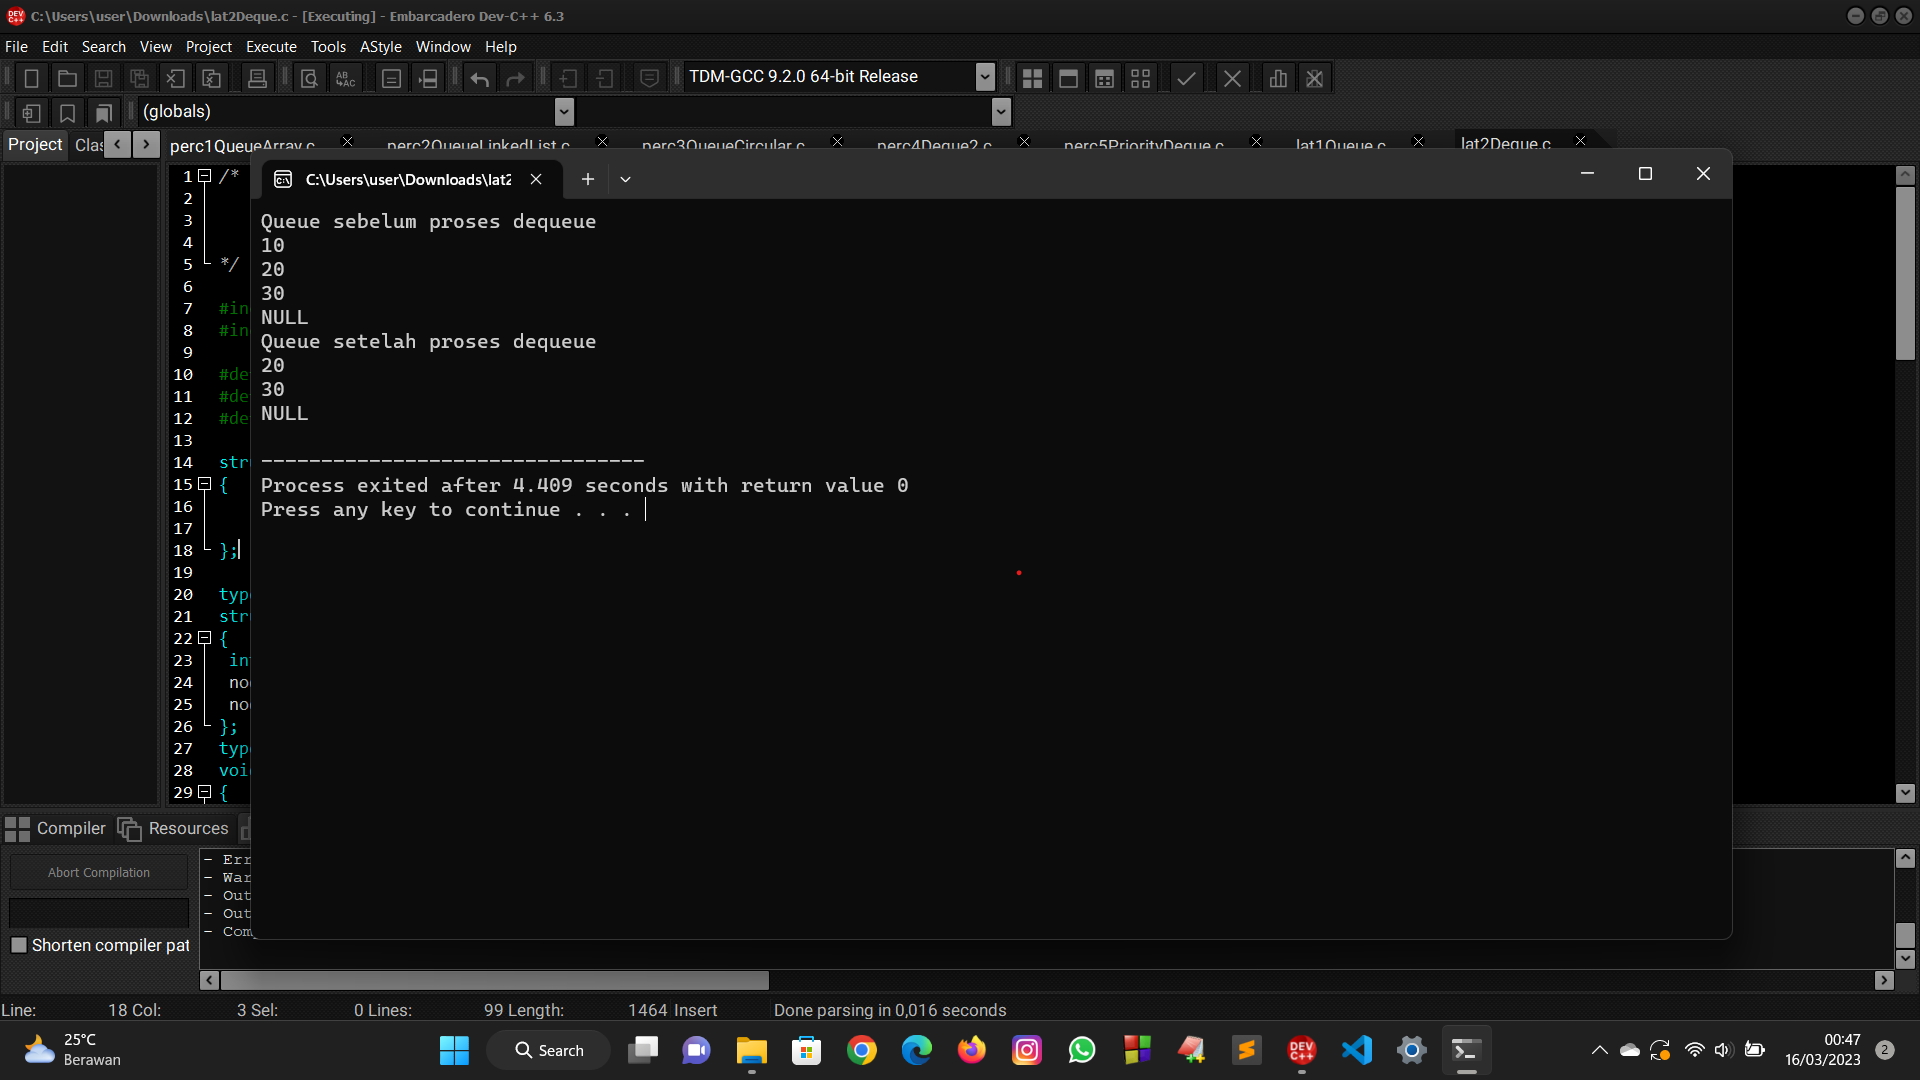 C:\Users\user\Downloads\lat2Deque.c - [Executing] - Embarcadero Dev-C++ 6.3
File Edit Search View Project Execute Tools AStyle Window Help
TDM-GCC 9.2.0 64-bit Release
(globals)
Project Clas
perc1QueueArray.c perc2QueueLinkedList.c perc3QueueCircular.c perc4Deque2.c perc5PriorityDeque.c lat1Queue.c lat2Deque.c
C:\Users\user\Downloads\lat2
Queue sebelum proses dequeue
10
20
30
NULL
Queue setelah proses dequeue
20
30
NULL
--------------------------------
Process exited after 4.409 seconds with return value 0
Press any key to continue . . .
1 /*
2
3
4
5 */
6
7 #in
8 #in
9
10 #de
11 #de
12 #de
13
14 str
15 {
16
17
18 };
19
20 typ
21 str
22 {
23 in
24 no
25 no
26 };
27 typ
28 voi
29 {
Compiler Resources
Abort Compilation
Shorten compiler pat
- Err
- War
- Out
- Out
- Com
Line: 18 Col: 3 Sel: 0 Lines: 99 Length: 1464 Insert Done parsing in 0,016 seconds
25°C
Berawan
Search
00:47
16/03/2023
2